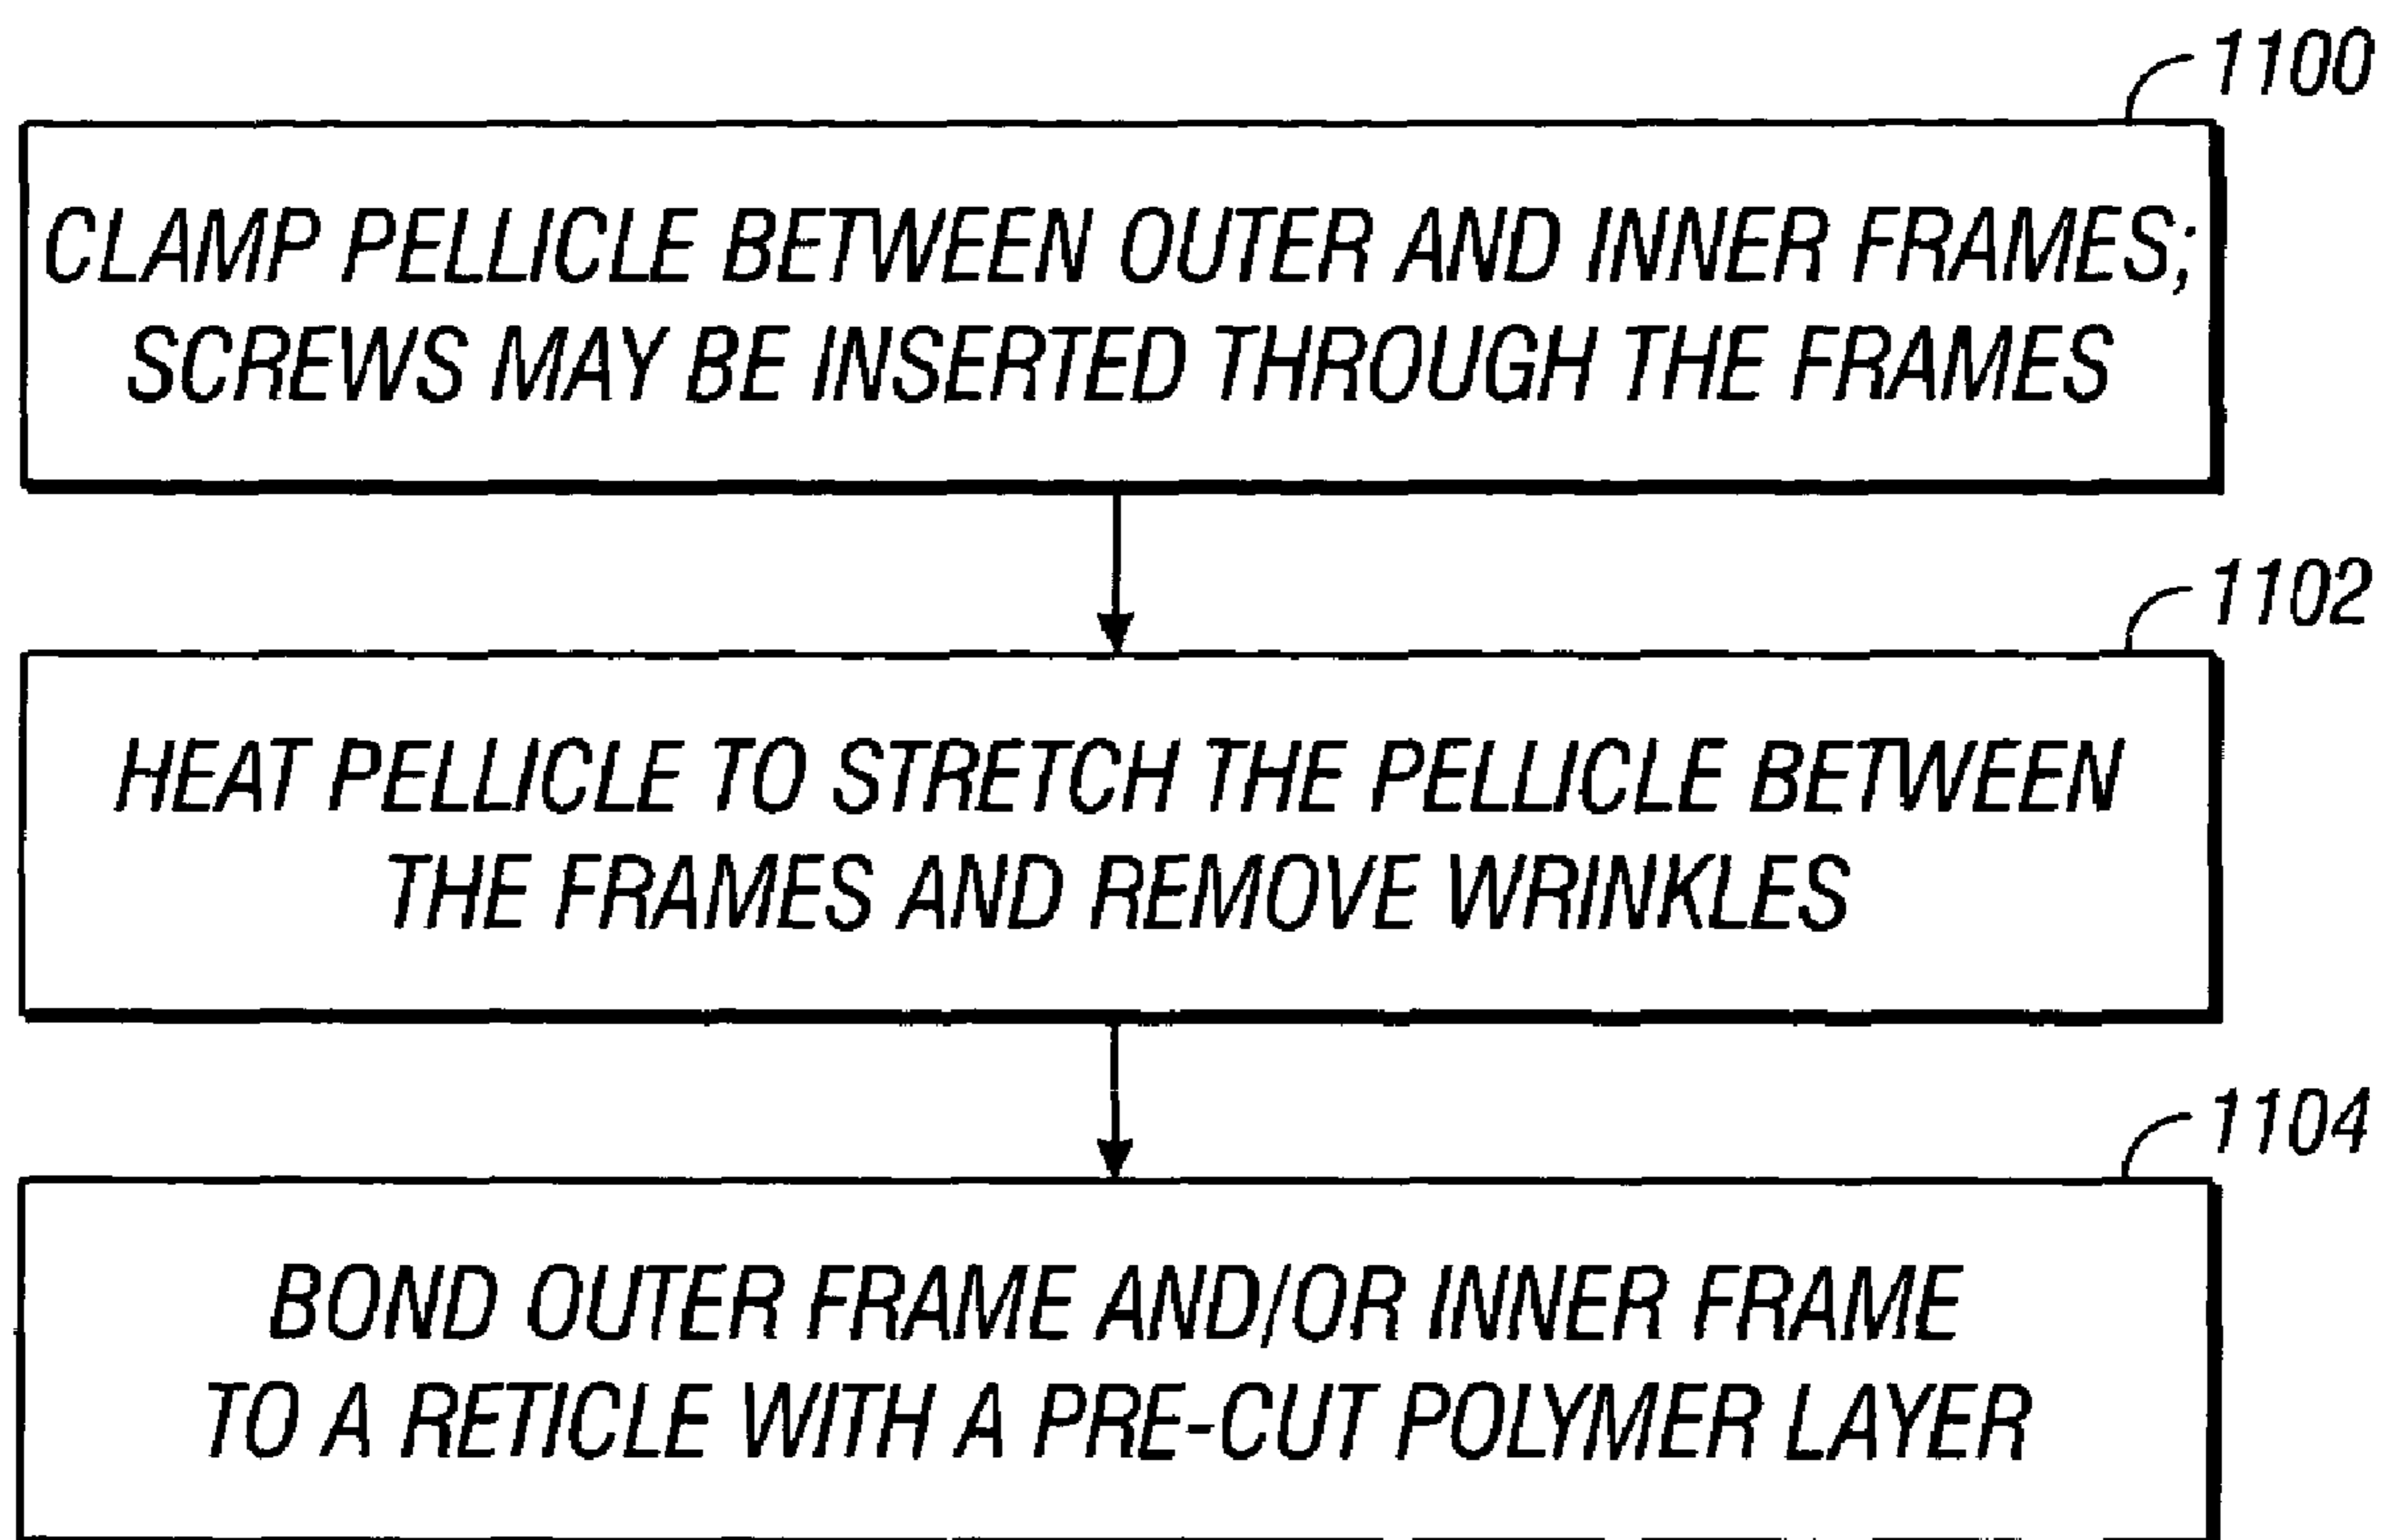 1100
CLAMP PELLICLE BETWEEN OUTER AND INNER FRAMES;
SCREWS MAY BE INSERTED THROUGH THE FRAMES
1102
HEAT PELLICLE TO STRETCH THE PELLICLE BETWEEN
THE FRAMES AND REMOVE WRINKLES
1104
BOND OUTER FRAME AND/OR INNER FRAME
TO A RETICLE WITH A PRE-CUT POLYMER LAYER